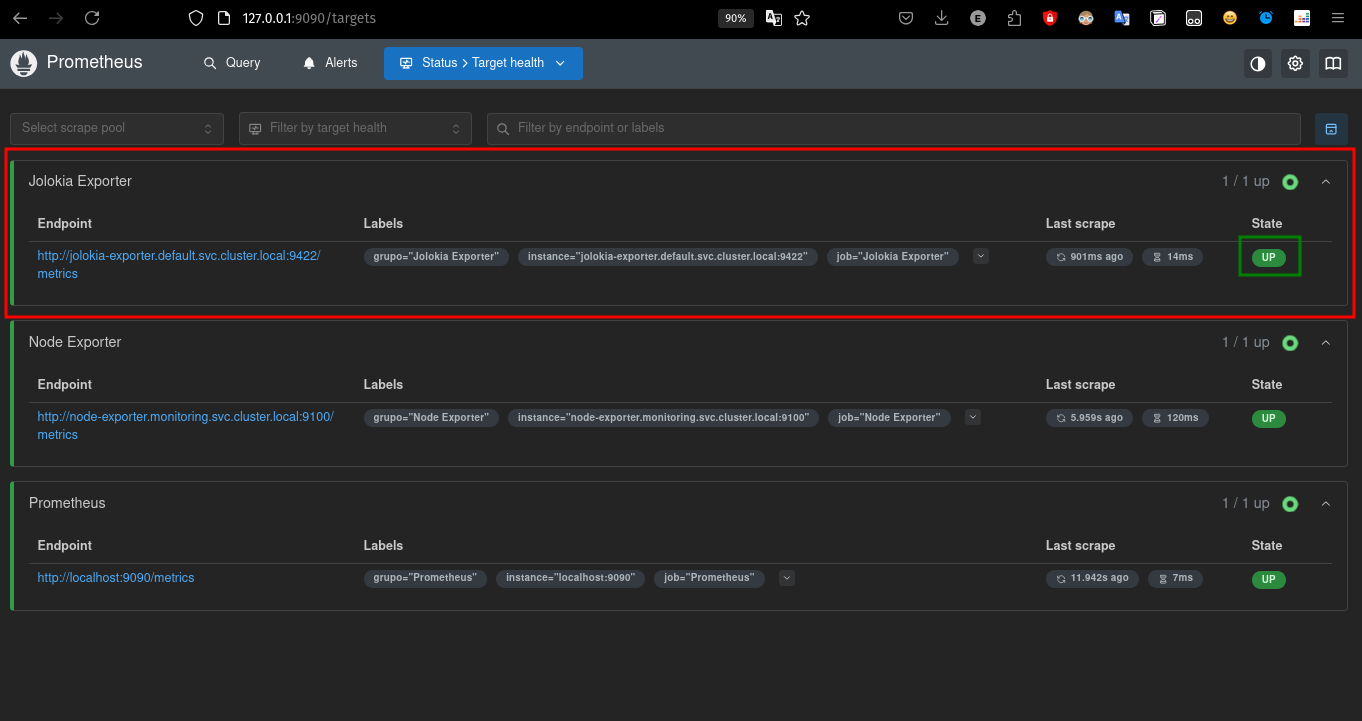 127.0.0.1:9090/targets
90%
E
Prometheus
Query
Alerts
Status > Target health
Select scrape pool
Filter by target health
Filter by endpoint or labels
Jolokia Exporter
1 / 1 up
Endpoint Labels Last scrape State
http://jolokia-exporter.default.svc.cluster.local:9422/ grupo="Jolokia Exporter" instance="jolokia-exporter.default.svc.cluster.local:9422" job="Jolokia Exporter" 901ms ago 14ms UP
metrics
Node Exporter
1 / 1 up
Endpoint Labels Last scrape State
http://node-exporter.monitoring.svc.cluster.local:9100/ grupo="Node Exporter" instance="node-exporter.monitoring.svc.cluster.local:9100" job="Node Exporter" 5.959s ago 120ms UP
metrics
Prometheus
1 / 1 up
Endpoint Labels Last scrape State
http://localhost:9090/metrics grupo="Prometheus" instance="localhost:9090" job="Prometheus" 11.942s ago 7ms UP